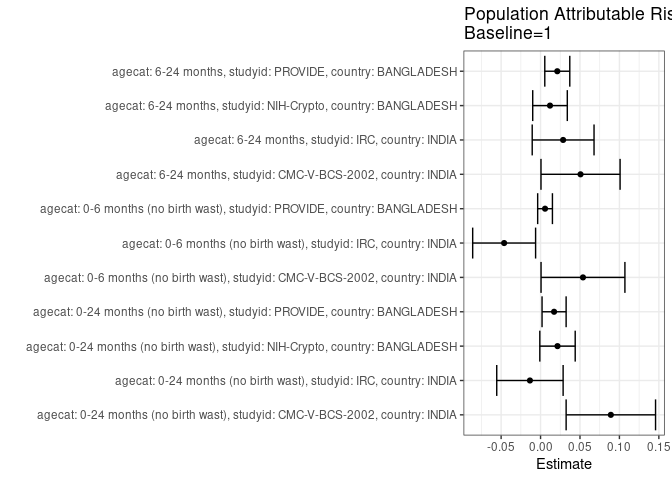 Population Attributable Ris
Baseline=1
agecat: 6-24 months, studyid: PROVIDE, country: BANGLADESH
agecat: 6-24 months, studyid: NIH-Crypto, country: BANGLADESH
agecat: 6-24 months, studyid: IRC, country: INDIA
agecat: 6-24 months, studyid: CMC-V-BCS-2002, country: INDIA
agecat: 0-6 months (no birth wast), studyid: PROVIDE, country: BANGLADESH
agecat: 0-6 months (no birth wast), studyid: IRC, country: INDIA
agecat: 0-6 months (no birth wast), studyid: CMC-V-BCS-2002, country: INDIA
agecat: 0-24 months (no birth wast), studyid: PROVIDE, country: BANGLADESH
agecat: 0-24 months (no birth wast), studyid: NIH-Crypto, country: BANGLADESH
agecat: 0-24 months (no birth wast), studyid: IRC, country: INDIA
agecat: 0-24 months (no birth wast), studyid: CMC-V-BCS-2002, country: INDIA
-0.05 0.00 0.05 0.10 0.15
Estimate